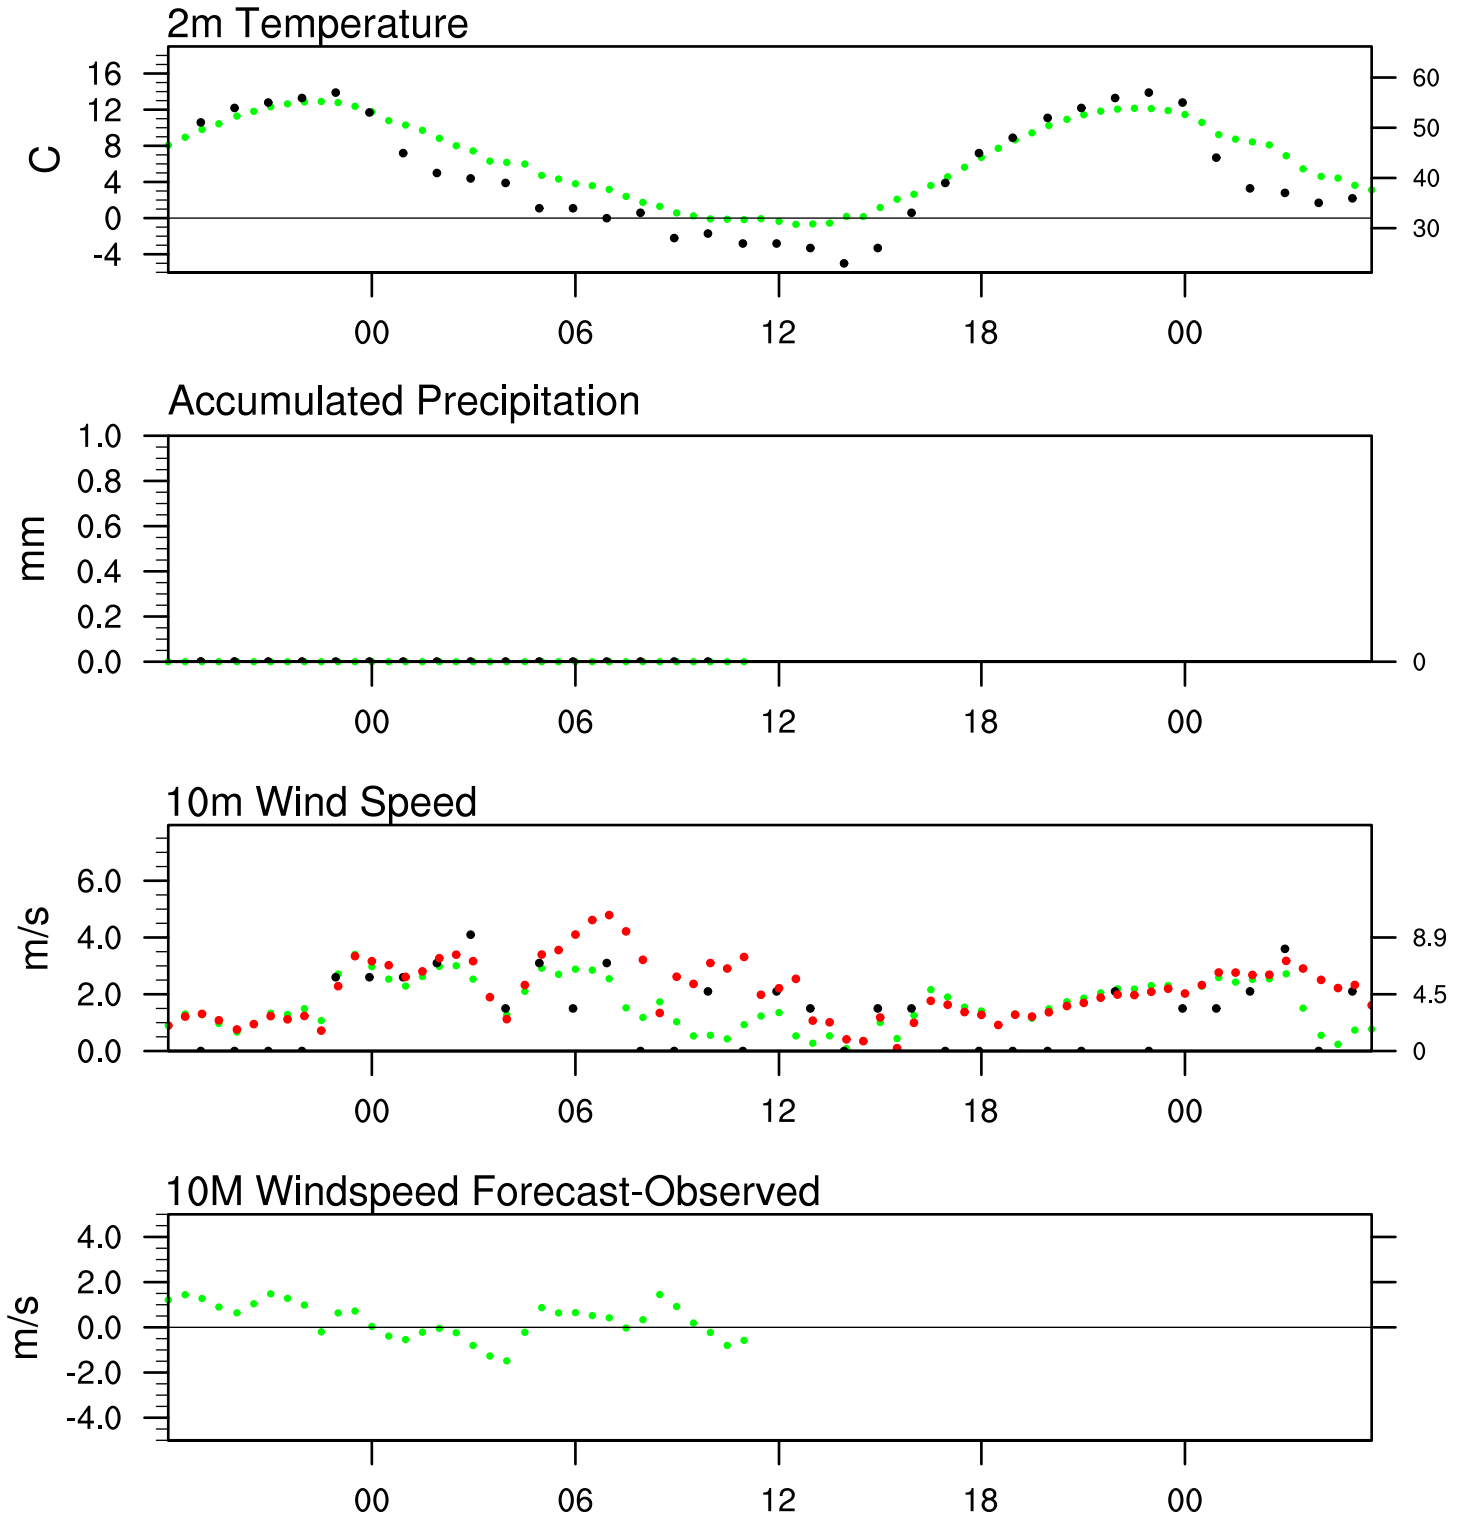 2m Temperature
16
12
8
4
0
-4
C
60
50
40
30
00 06 12 18 00
Accumulated Precipitation
1.0
0.8
0.6
0.4
0.2
0.0
mm
0
00 06 12 18 00
10m Wind Speed
6.0
4.0
2.0
0.0
m/s
8.9
4.5
0
00 06 12 18 00
10M Windspeed Forecast-Observed
4.0
2.0
0.0
-2.0
-4.0
m/s
00 06 12 18 00